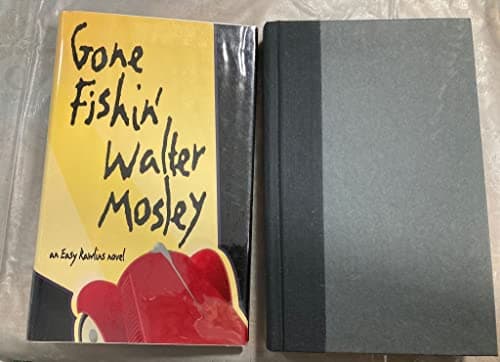 Gone
Fishin'
Walter
Mosley
an Easy Rawlins novel